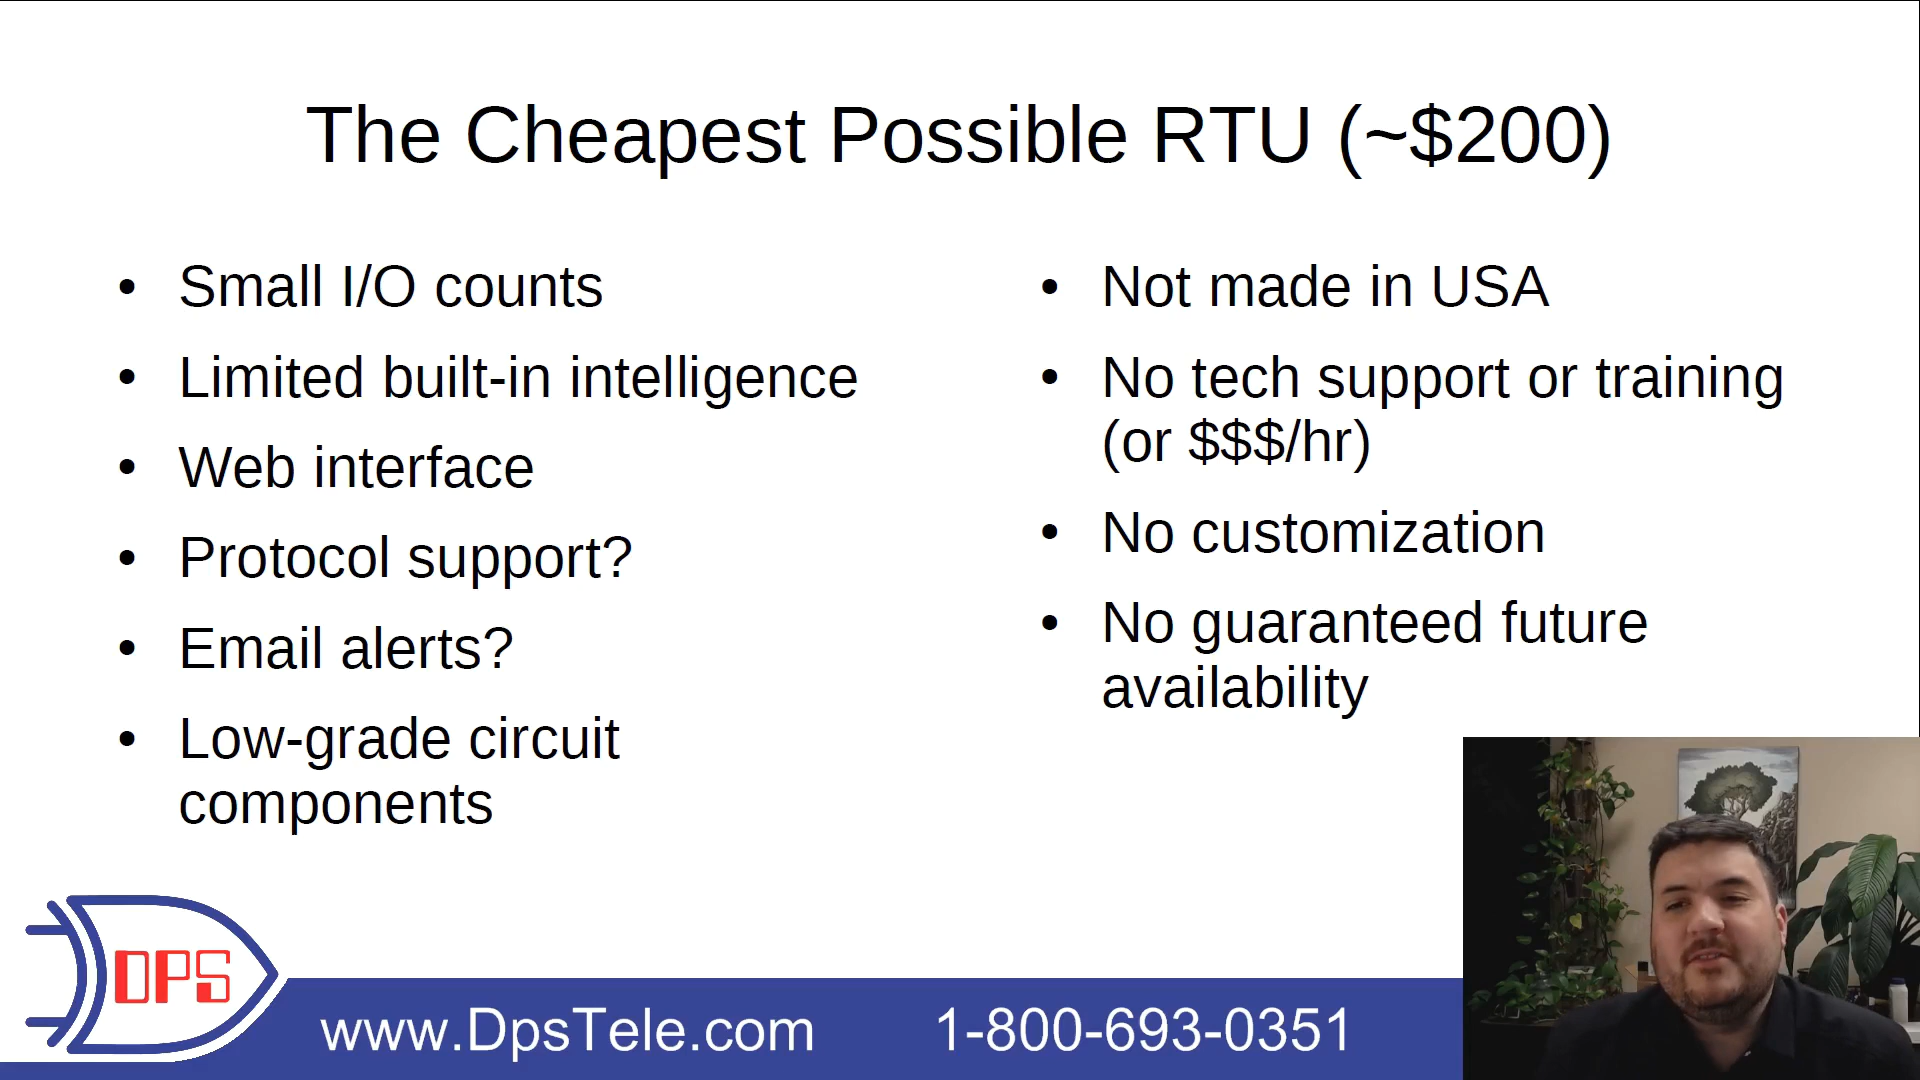 The Cheapest Possible RTU (~$200)
• Small I/O counts
• Limited built-in intelligence
• Web interface
• Protocol support?
• Email alerts?
• Low-grade circuit
components
• Not made in USA
• No tech support or training
(or $$$/hr)
• No customization
• No guaranteed future
availability
DPS
www.DpsTele.com
1-800-693-0351